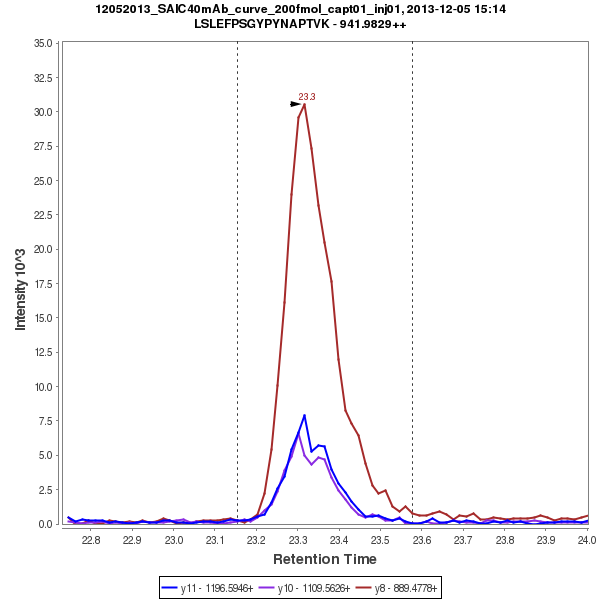 12052013_SAIC40mAb_curve_200fmol_capt01_inj01, 2013-12-05 15:14
LSLEFPSGYPYNAPTVK - 941.9829++
35.0
32.5
30.0
27.5
25.0
22.5
20.0
17.5
15.0
12.5
10.0
7.5
5.0
2.5
0.0
Intensity 10^3
23.3
22.8 22.9 23.0 23.1 23.2 23.3 23.4 23.5 23.6 23.7 23.8 23.9 24.0
Retention Time
y11 - 1196.5946+ y10 - 1109.5626+ y8 - 889.4778+